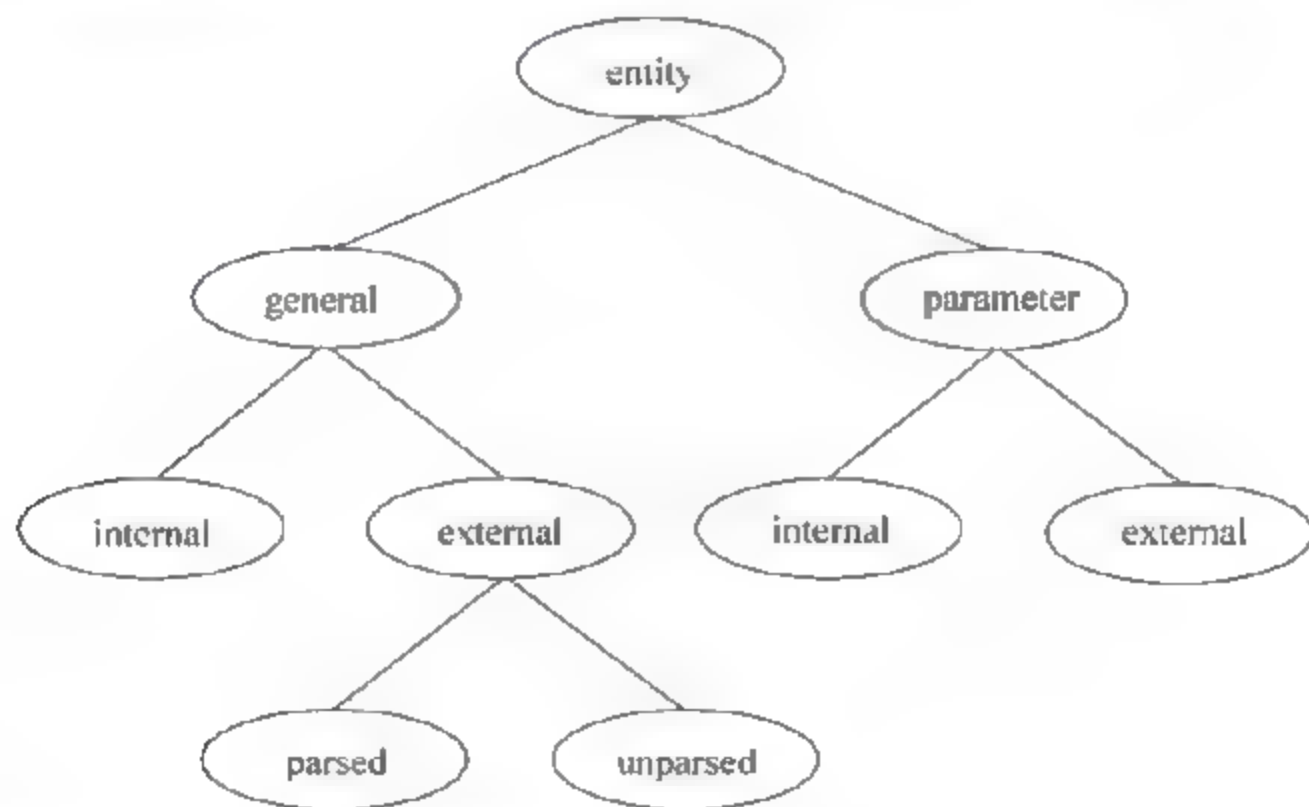 entity
general
parameter
internal
external
internal
external
parsed
unparsed